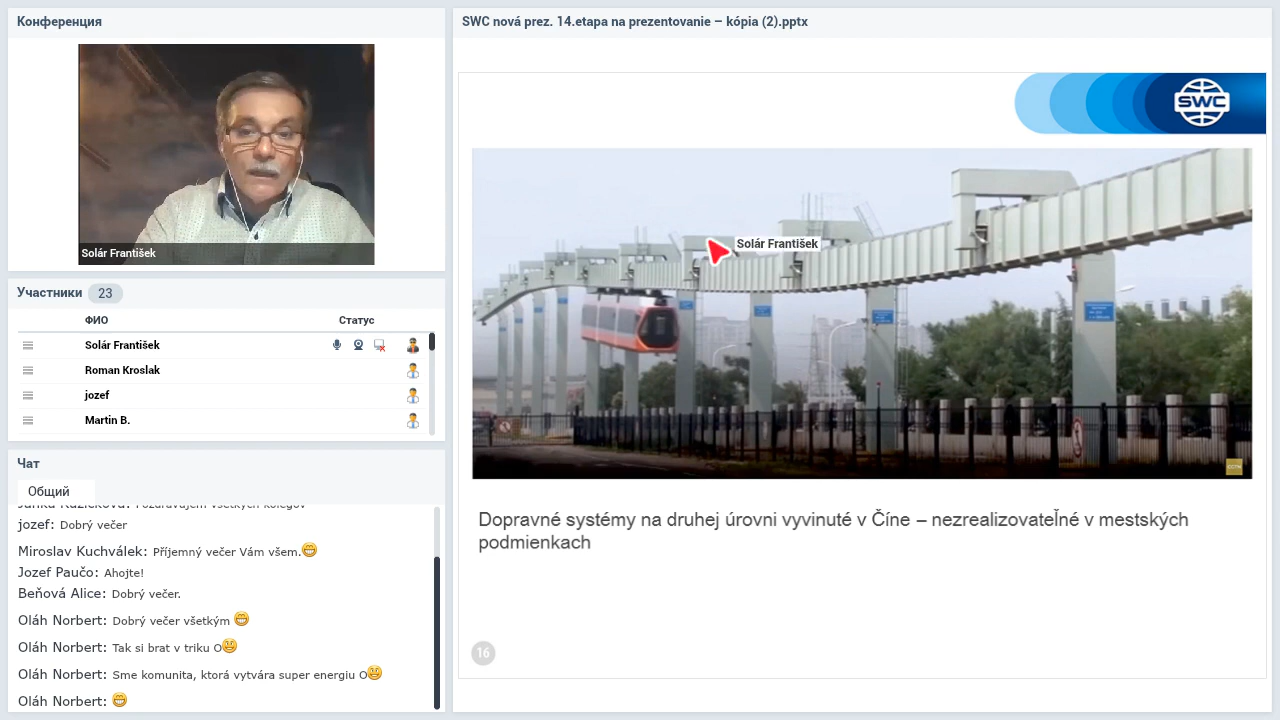 Конференция
Solár František
Участники 23
ФИО Статус
Solár František
Roman Kroslak
jozef
Martin B.
Чат
Общий
jozef: Dobrý večer
Miroslav Kuchválek: Příjemný večer Vám všem.
Jozef Paučo: Ahojte!
Beňová Alice: Dobrý večer.
Oláh Norbert: Dobrý večer všetkým
Oláh Norbert: Tak si brat v triku O
Oláh Norbert: Sme komunita, ktorá vytvára super energiu O
Oláh Norbert:
SWC nová prez. 14.etapa na prezentovanie – kópia (2).pptx
SWC
Solár František
Dopravné systémy na druhej úrovni vyvinuté v Číne – nezrealizovateľné v mestských
podmienkach
16